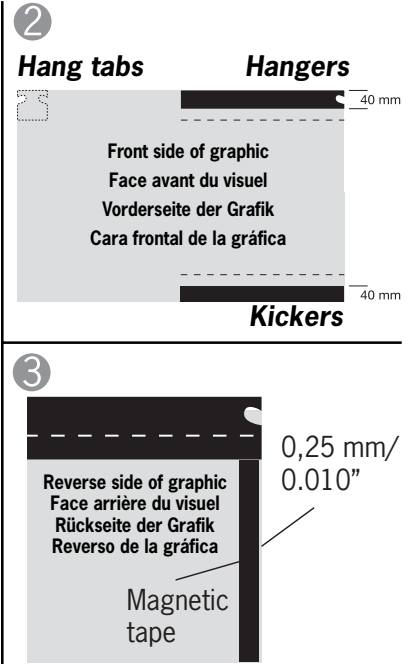 2
Hang tabs Hangers
40 mm
Front side of graphic
Face avant du visuel
Vorderseite der Grafik
Cara frontal de la gráfica
40 mm
Kickers
3
Reverse side of graphic
Face arrière du visuel
Rückseite der Grafik
Reverso de la gráfica
0,25 mm/
0.010”
Magnetic
tape